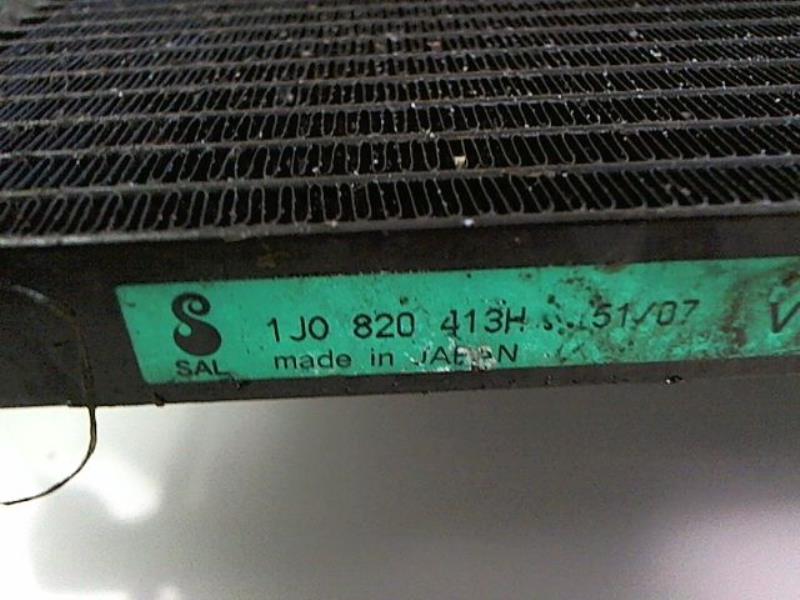 1J0 820 413H 51/07 V
SAL made in JAPAN